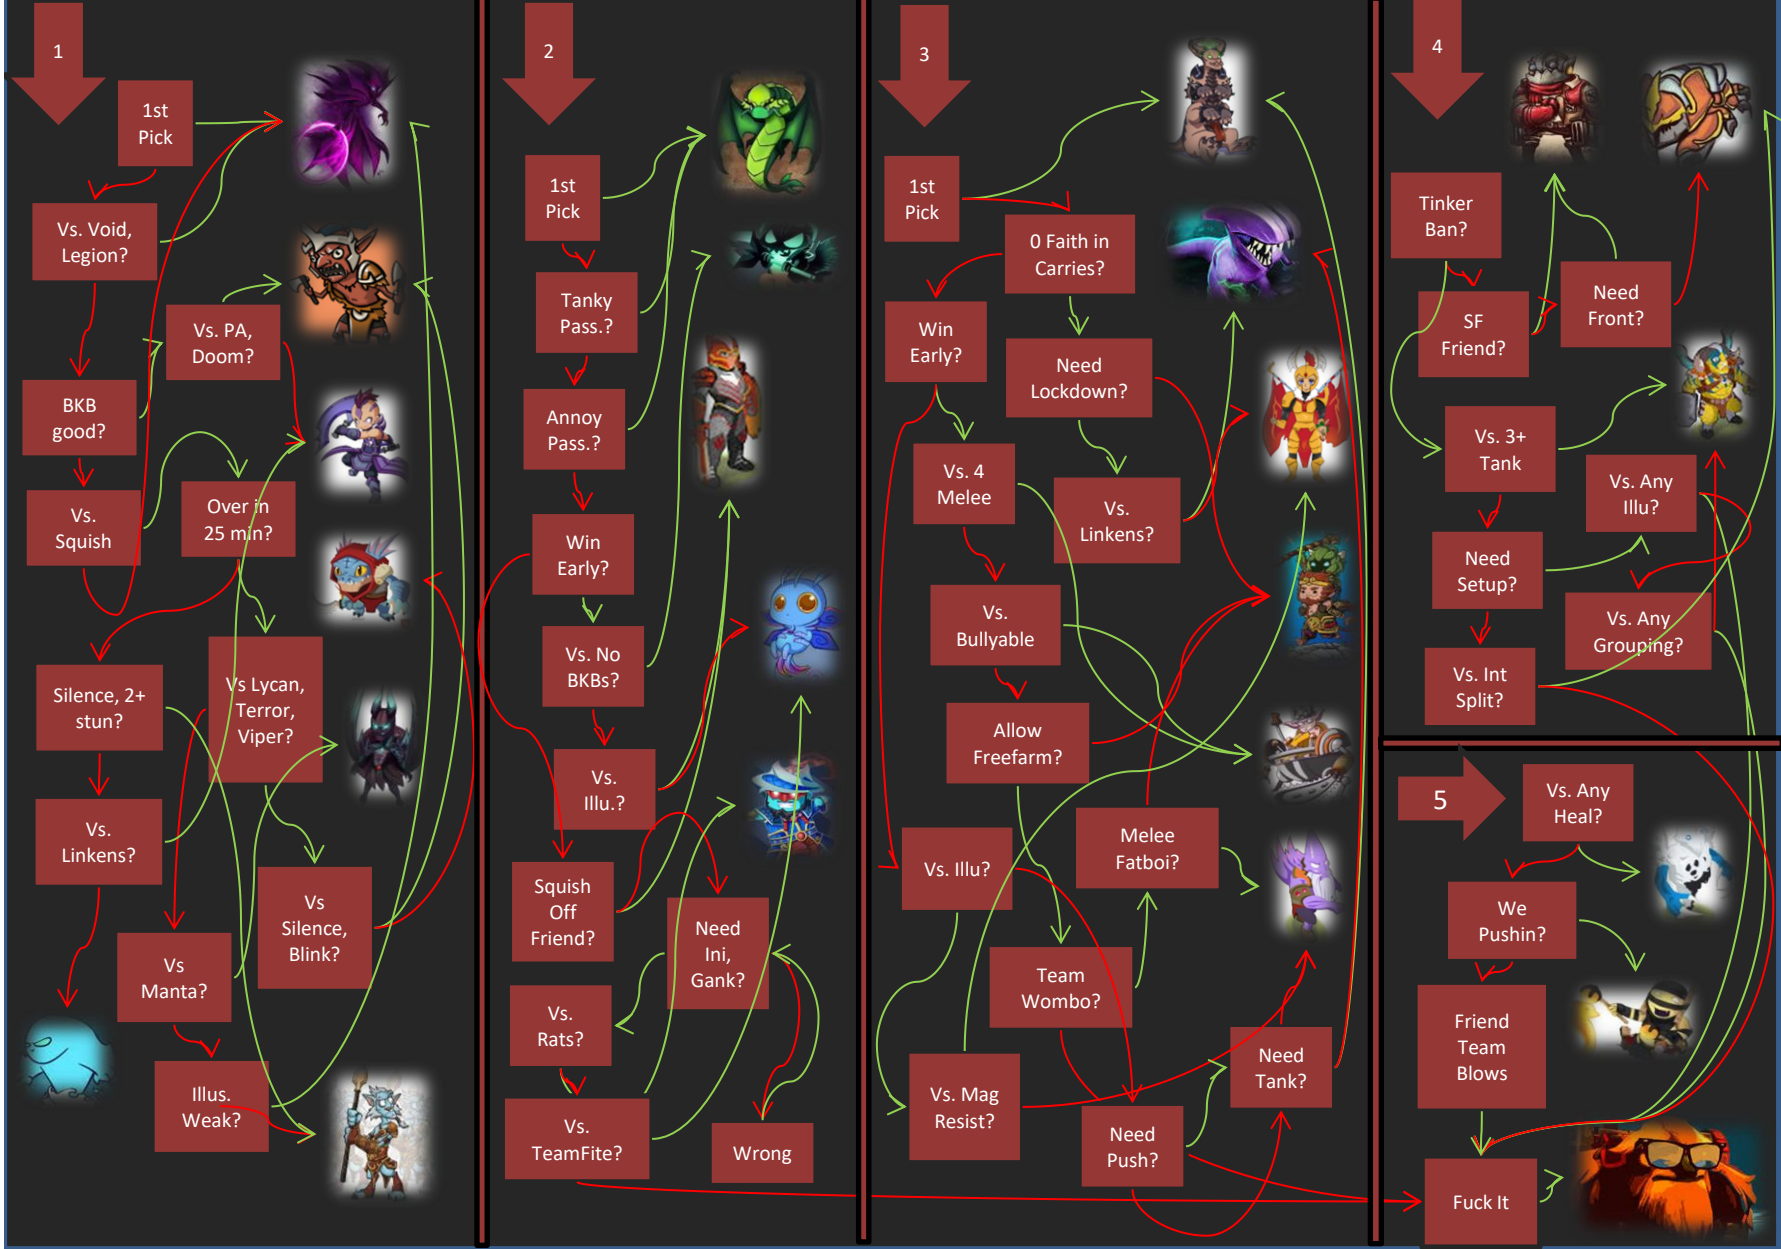 1
1st
Pick
Vs. Void,
Legion?
Vs. PA,
Doom?
BKB
good?
Vs.
Squish
Over in
25 min?
Silence, 2+
stun?
Vs Lycan,
Terror,
Viper?
Vs.
Linkens?
Vs
Silence,
Blink?
Vs
Manta?
Illus.
Weak?
2
1st
Pick
Tanky
Pass.?
Annoy
Pass.?
Win
Early?
Vs. No
BKBs?
Vs.
Illu.?
Squish
Off
Friend?
Need
Ini,
Gank?
Vs.
Rats?
Vs.
TeamFite?
Wrong
3
1st
Pick
0 Faith in
Carries?
Win
Early?
Need
Lockdown?
Vs. 4
Melee
Vs.
Linkens?
Vs.
Bullyable
Allow
Freefarm?
Vs. Illu?
Melee
Fatboi?
Team
Wombo?
Vs. Mag
Resist?
Need
Tank?
Need
Push?
4
Tinker
Ban?
SF
Friend?
Need
Front?
Vs. 3+
Tank
Vs. Any
Illu?
Need
Setup?
Vs. Any
Grouping?
Vs. Int
Split?
5
Vs. Any
Heal?
We
Pushin?
Friend
Team
Blows
Fuck It